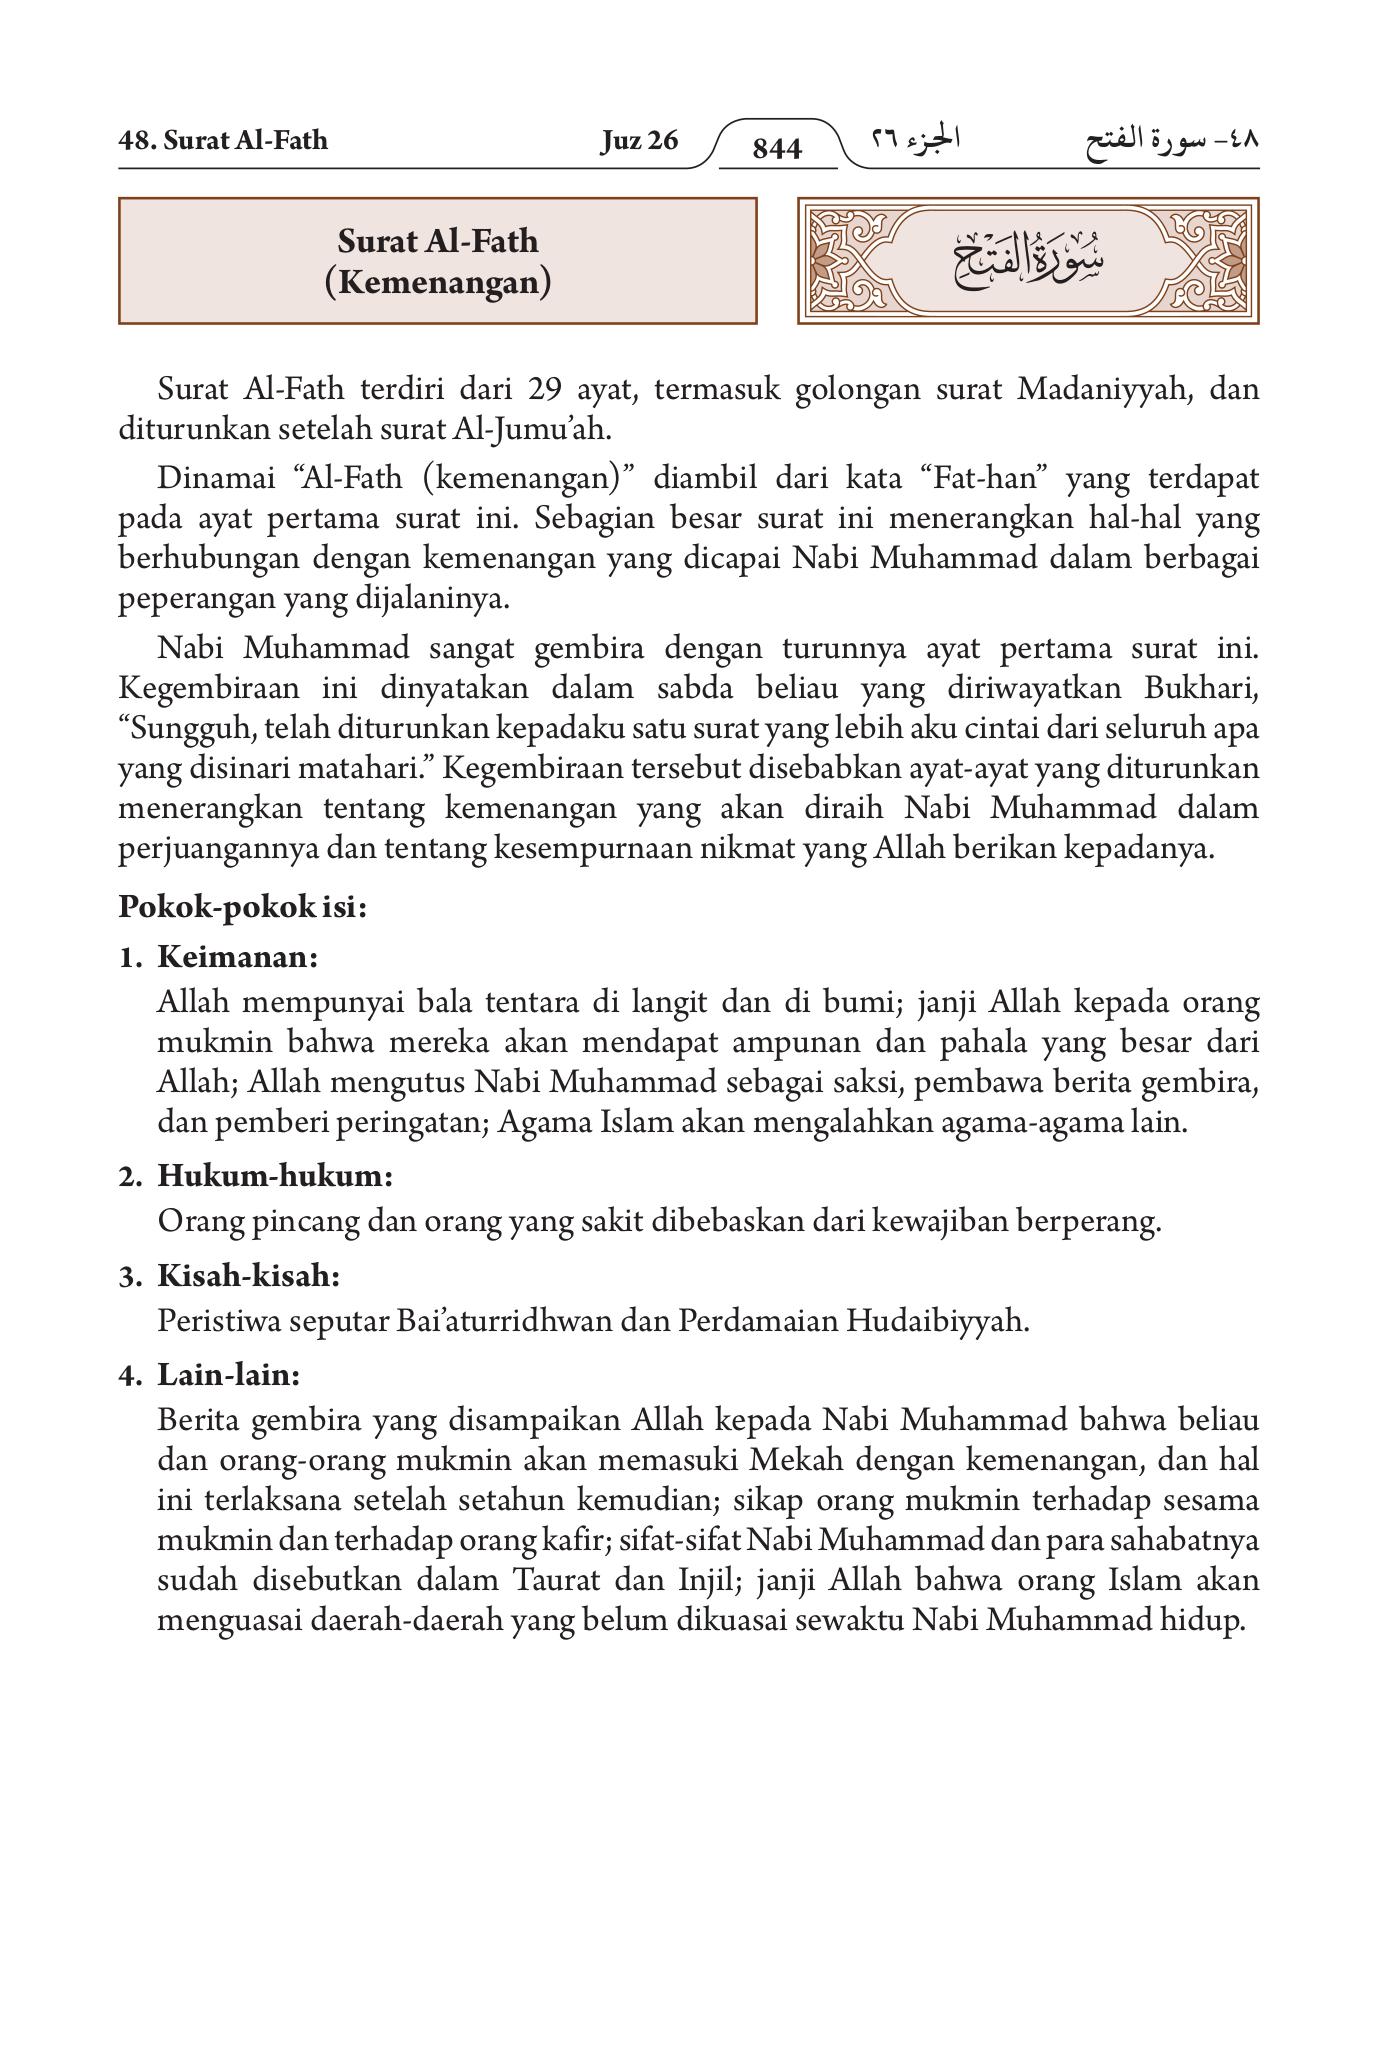 48. Surat Al-Fath Juz 26 844 الجزء ٢٦ ٤٨– سورة الفتح
Surat Al-Fath
(Kemenangan)
سُوْرَةُ الفَتْحِ
Surat Al-Fath terdiri dari 29 ayat, termasuk golongan surat Madaniyyah, dan
diturunkan setelah surat Al-Jumu’ah.
Dinamai “Al-Fath (kemenangan)” diambil dari kata “Fat-han” yang terdapat
pada ayat pertama surat ini. Sebagian besar surat ini menerangkan hal-hal yang
berhubungan dengan kemenangan yang dicapai Nabi Muhammad dalam berbagai
peperangan yang dijalaninya.
Nabi Muhammad sangat gembira dengan turunnya ayat pertama surat ini.
Kegembiraan ini dinyatakan dalam sabda beliau yang diriwayatkan Bukhari,
“Sungguh, telah diturunkan kepadaku satu surat yang lebih aku cintai dari seluruh apa
yang disinari matahari.” Kegembiraan tersebut disebabkan ayat-ayat yang diturunkan
menerangkan tentang kemenangan yang akan diraih Nabi Muhammad dalam
perjuangannya dan tentang kesempurnaan nikmat yang Allah berikan kepadanya.
Pokok-pokok isi:
1. Keimanan:
Allah mempunyai bala tentara di langit dan di bumi; janji Allah kepada orang
mukmin bahwa mereka akan mendapat ampunan dan pahala yang besar dari
Allah; Allah mengutus Nabi Muhammad sebagai saksi, pembawa berita gembira,
dan pemberi peringatan; Agama Islam akan mengalahkan agama-agama lain.
2. Hukum-hukum:
Orang pincang dan orang yang sakit dibebaskan dari kewajiban berperang.
3. Kisah-kisah:
Peristiwa seputar Bai’aturridhwan dan Perdamaian Hudaibiyyah.
4. Lain-lain:
Berita gembira yang disampaikan Allah kepada Nabi Muhammad bahwa beliau
dan orang-orang mukmin akan memasuki Mekah dengan kemenangan, dan hal
ini terlaksana setelah setahun kemudian; sikap orang mukmin terhadap sesama
mukmin dan terhadap orang kafir; sifat-sifat Nabi Muhammad dan para sahabatnya
sudah disebutkan dalam Taurat dan Injil; janji Allah bahwa orang Islam akan
menguasai daerah-daerah yang belum dikuasai sewaktu Nabi Muhammad hidup.